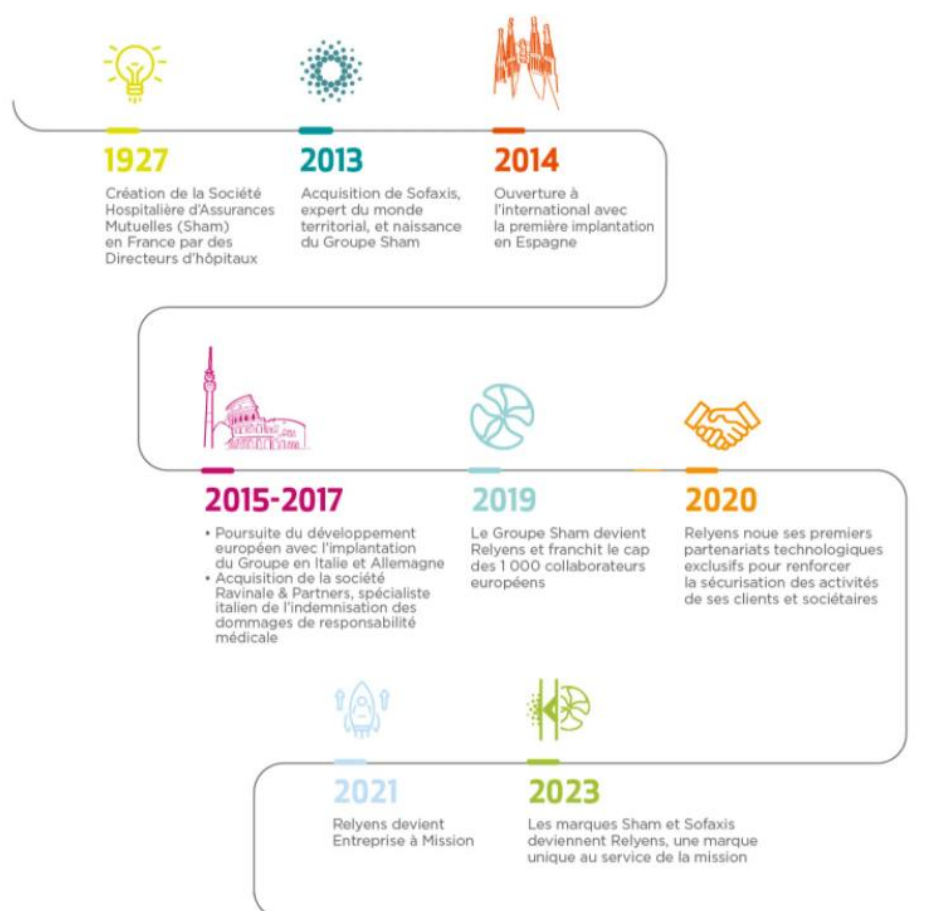 1927
Création de la Société
Hospitalière d'Assurances
Mutuelles (Sham)
en France par des
Directeurs d'hôpitaux
2013
Acquisition de Sofaxis,
expert du monde
territorial, et naissance
du Groupe Sham
2014
Ouverture à
l'international avec
la première implantation
en Espagne
2015-2017
• Poursuite du développement
européen avec l'implantation
du Groupe en Italie et Allemagne
• Acquisition de la société
Ravinale & Partners, spécialiste
italien de l'indemnisation des
dommages de responsabilité
médicale
2019
Le Groupe Sham devient
Relyens et franchit le cap
des 1 000 collaborateurs
européens
2020
Relyens noue ses premiers
partenariats technologiques
exclusifs pour renforcer
la sécurisation des activités
de ses clients et sociétaires
2021
Relyens devient
Entreprise à Mission
2023
Les marques Sham et Sofaxis
deviennent Relyens, une marque
unique au service de la mission